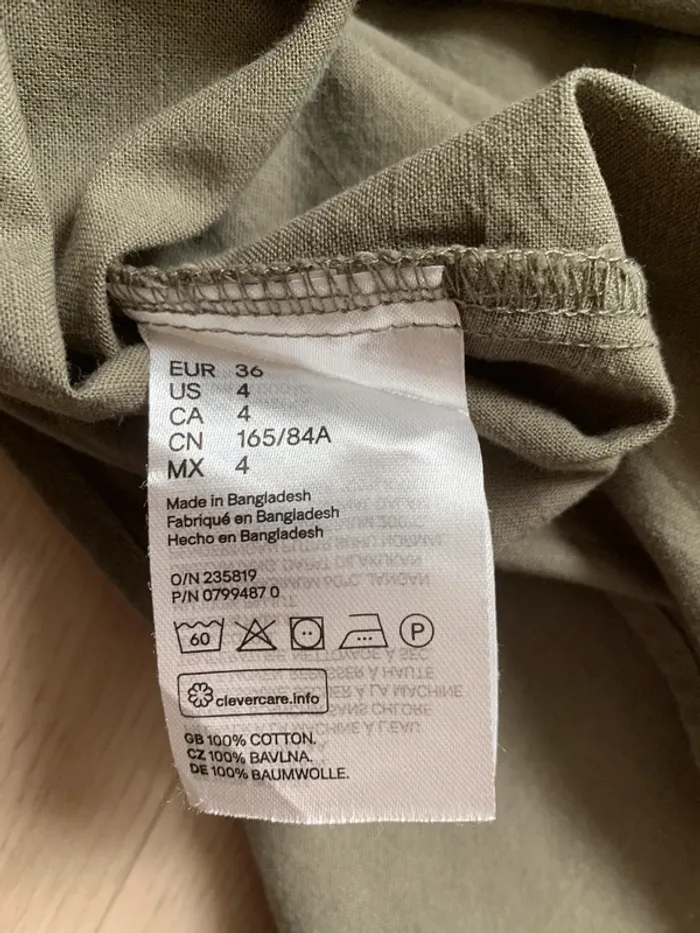 EUR 36
US 4
CA 4
CN 165/84A
MX 4
Made in Bangladesh
Fabriqué en Bangladesh
Hecho en Bangladesh
O/N 235819
P/N 0799487 0
60 P
clevercare.info
GB 100% COTTON.
CZ 100% BAVLNA.
DE 100% BAUMWOLLE.